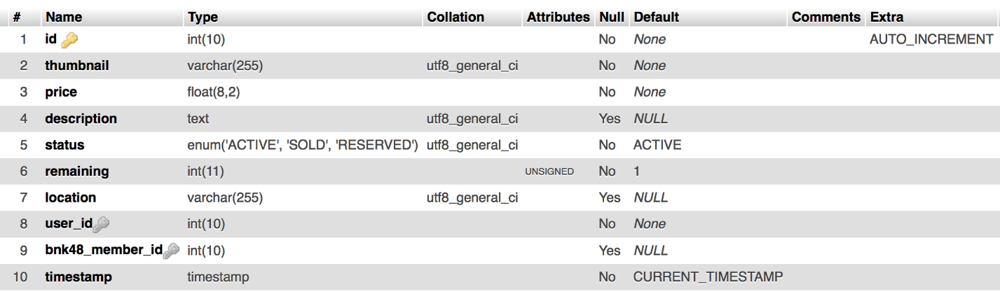 # Name Type Collation Attributes Null Default Comments Extra
1 id int(10) No None AUTO_INCREMENT
2 thumbnail varchar(255) utf8_general_ci No None
3 price float(8,2) No None
4 description text utf8_general_ci Yes NULL
5 status enum('ACTIVE', 'SOLD', 'RESERVED') utf8_general_ci No ACTIVE
6 remaining int(11) UNSIGNED No 1
7 location varchar(255) utf8_general_ci Yes NULL
8 user_id int(10) No None
9 bnk48_member_id int(10) Yes NULL
10 timestamp timestamp No CURRENT_TIMESTAMP